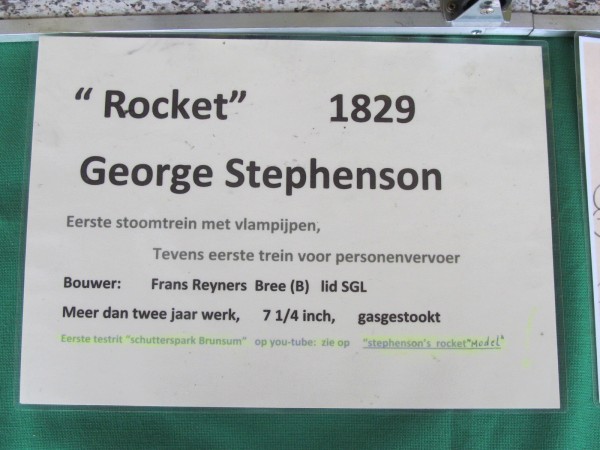 “ Rocket” 1829
George Stephenson
Eerste stoomtrein met vlampijpen,
Tevens eerste trein voor personenvervoer
Bouwer: Frans Reyners Bree (B) lid SGL
Meer dan twee jaar werk, 7 1/4 inch, gasgestookt
Eerste testrit "schutterspark Brunsum" op you-tube: zie op "stephenson's rocket "Model"